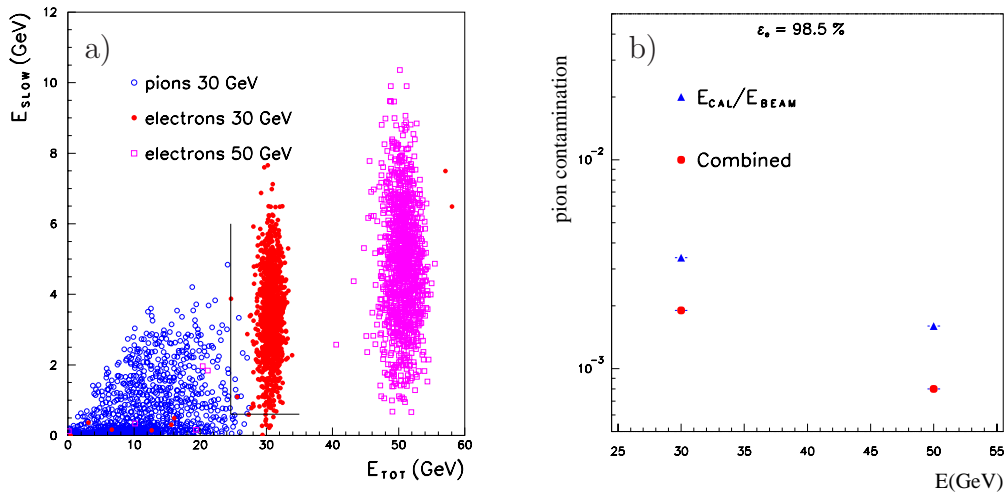 a)
E_SLOW (GeV)
12
10
8
6
4
2
0
pions 30 GeV
electrons 30 GeV
electrons 50 GeV
0 10 20 30 40 50 60
E_TOT (GeV)
b)
ε_e = 98.5 %
pion contamination
10^-2
10^-3
E_CAL/E_BEAM
Combined
25 30 35 40 45 50 55
E(GeV)